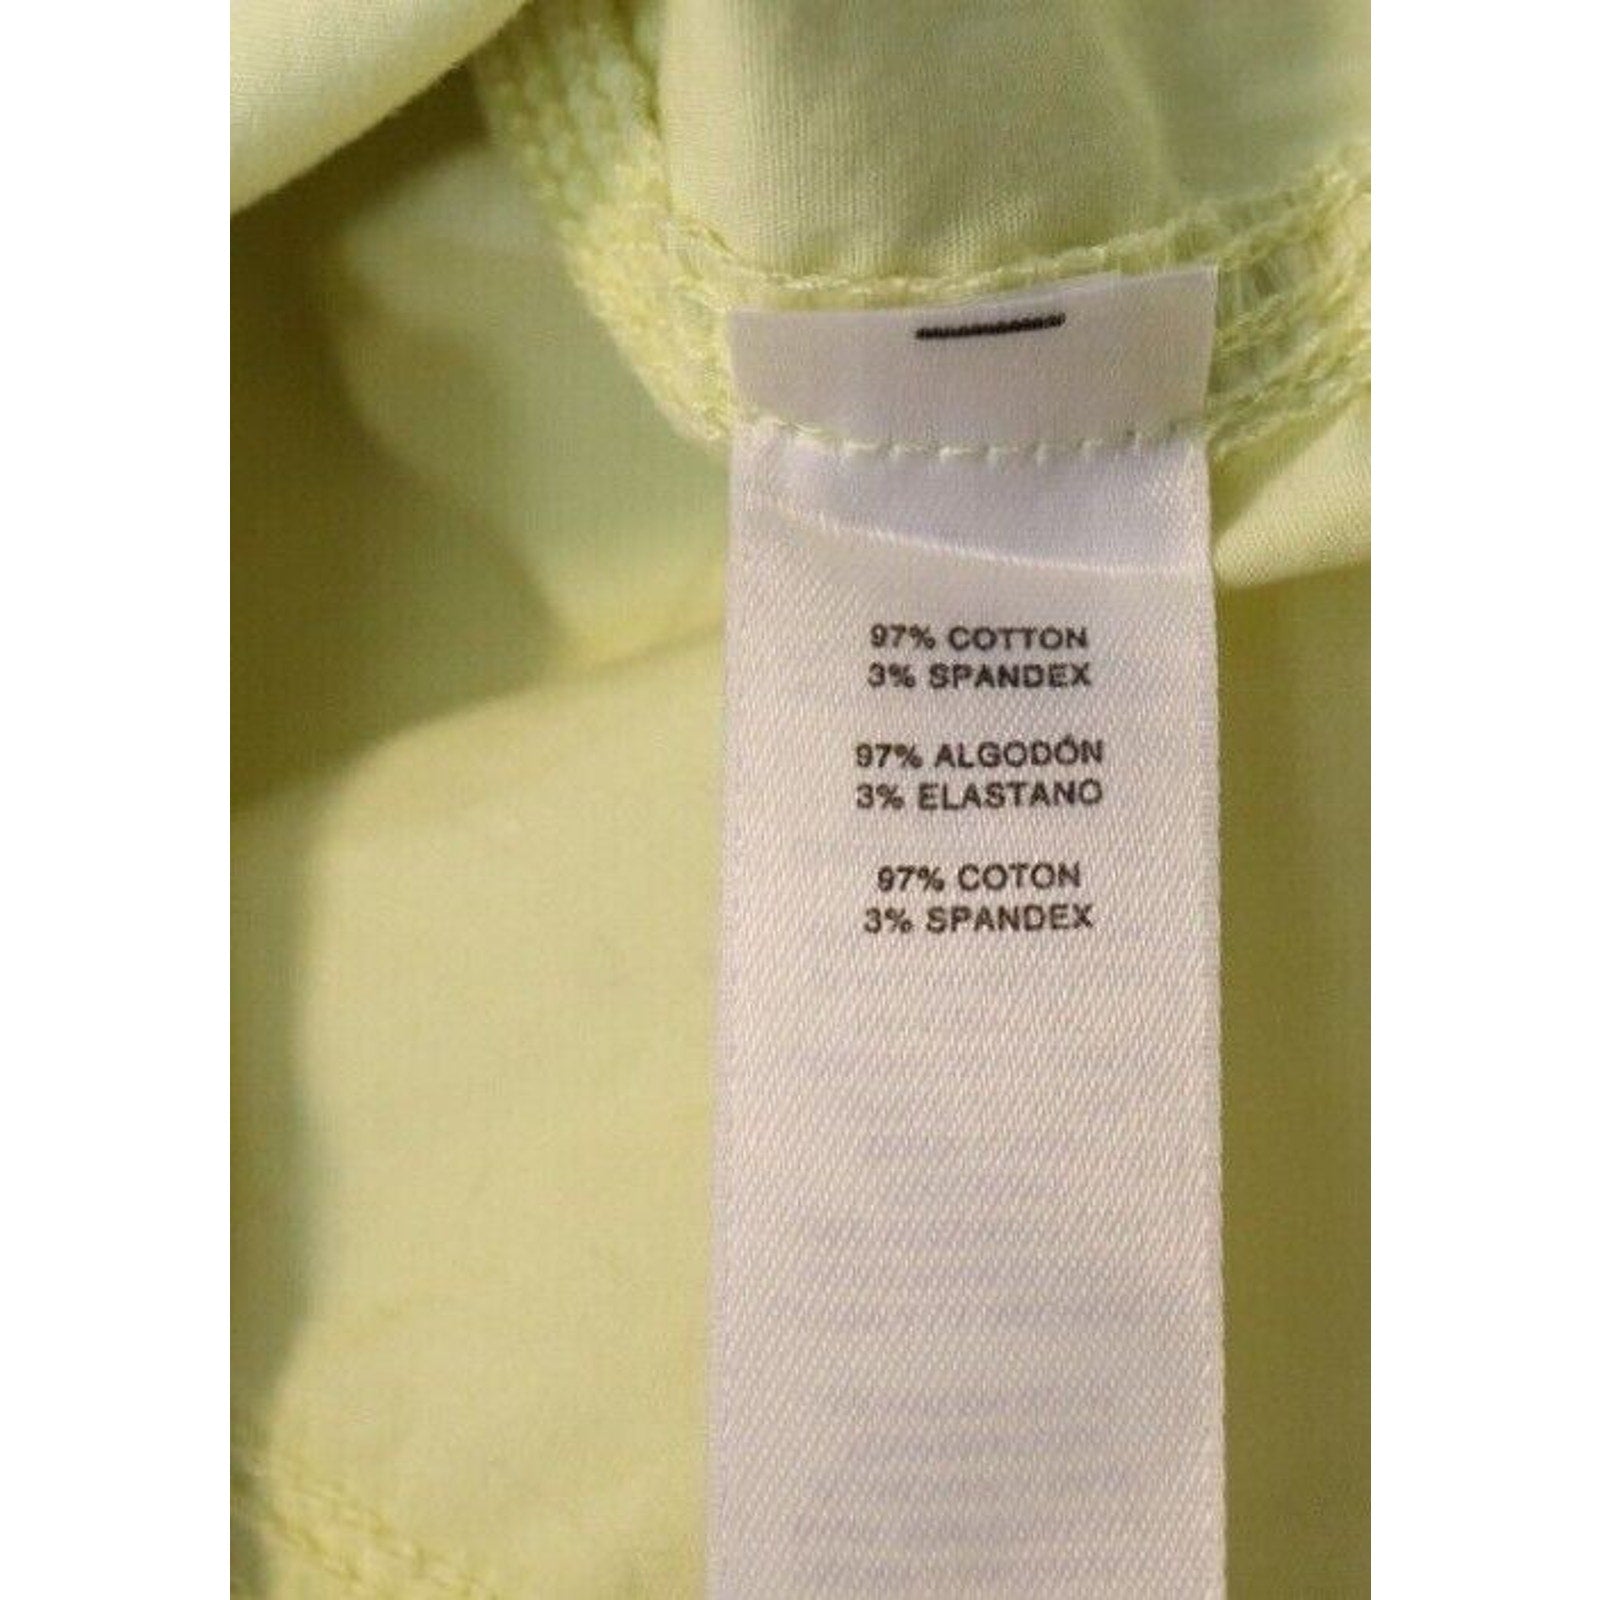 97% COTTON
3% SPANDEX
97% ALGODÓN
3% ELASTANO
97% COTON
3% SPANDEX